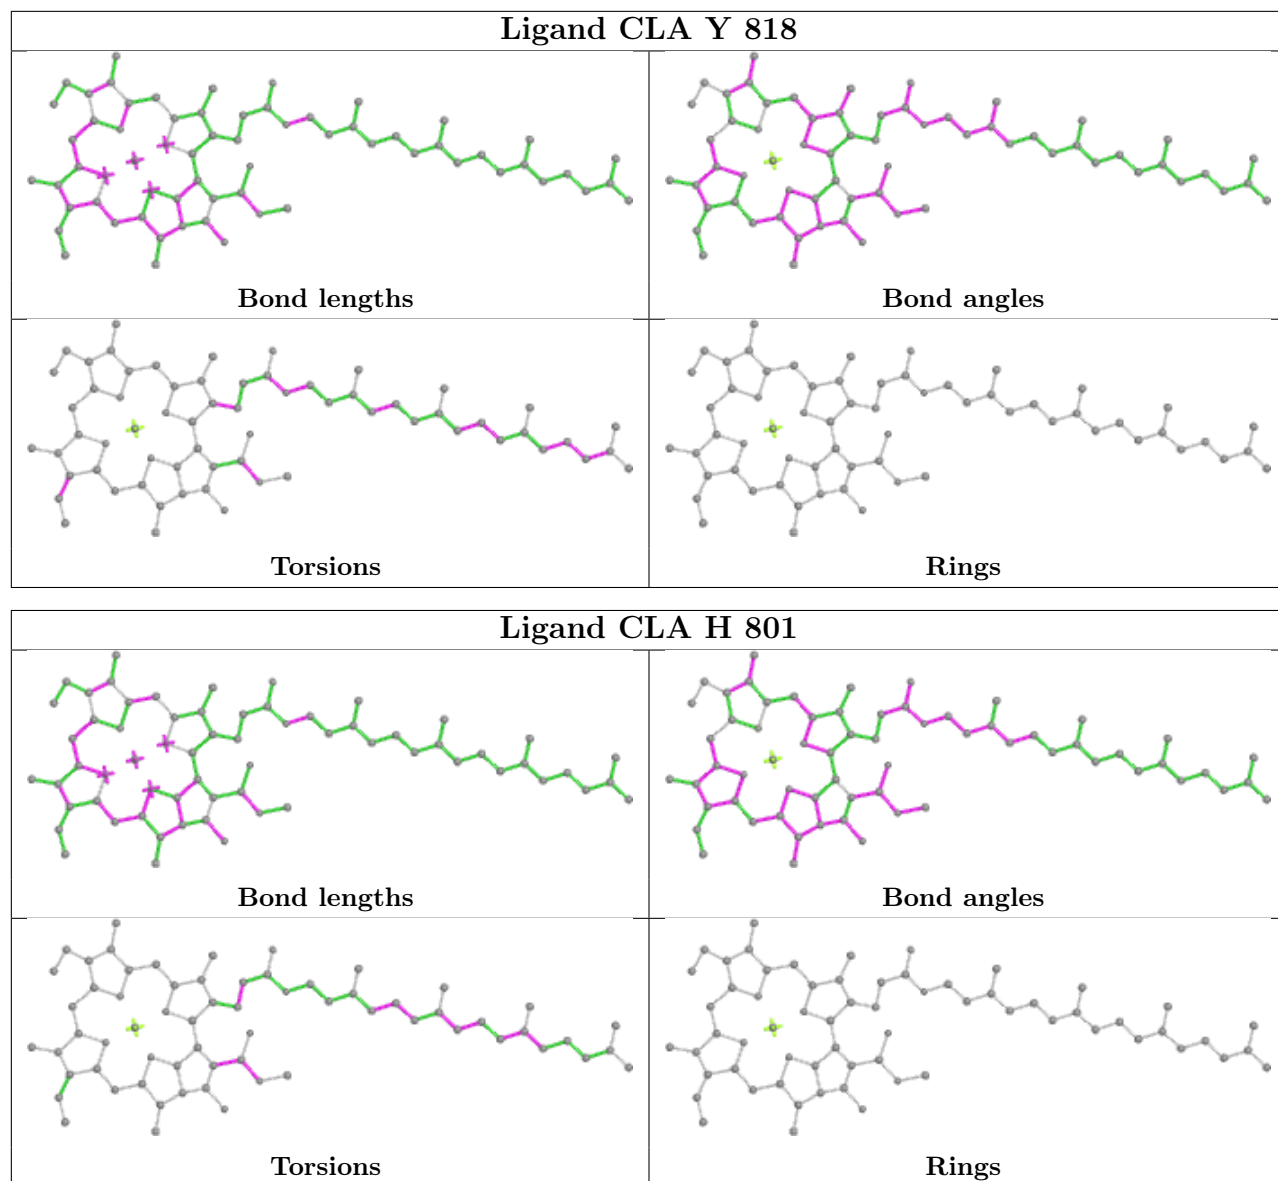 Ligand CLA Y 818
Bond lengths
Bond angles
Torsions
Rings
Ligand CLA H 801
Bond lengths
Bond angles
Torsions
Rings